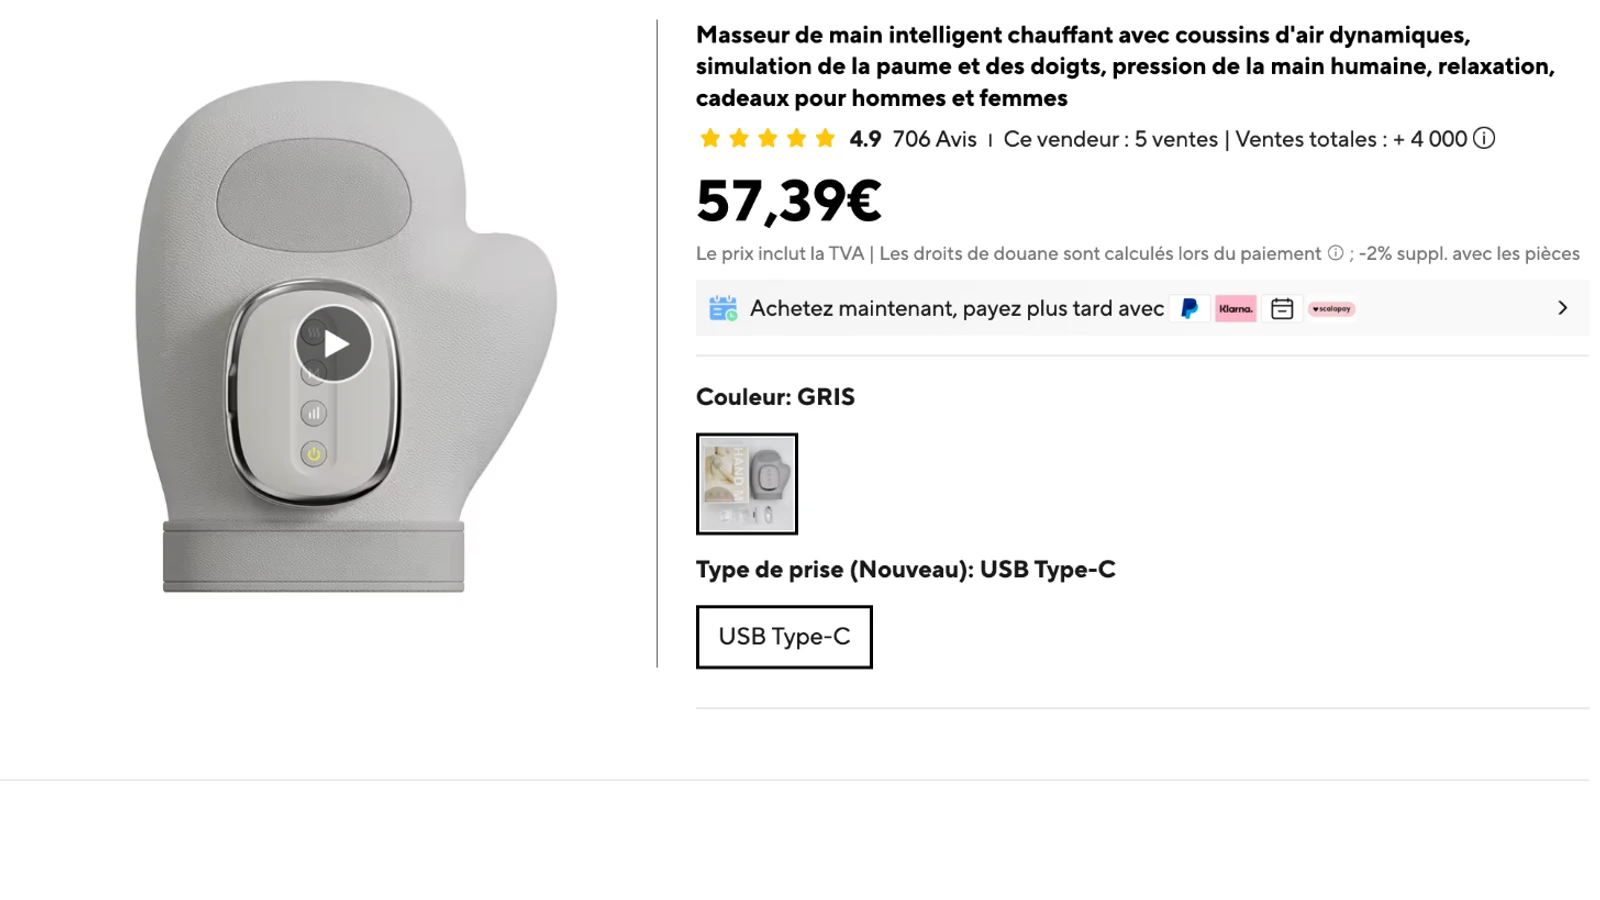 Masseur de main intelligent chauffant avec coussins d'air dynamiques,
simulation de la paume et des doigts, pression de la main humaine, relaxation,
cadeaux pour hommes et femmes
4.9 706 Avis | Ce vendeur : 5 ventes | Ventes totales : + 4 000
57,39€
Le prix inclut la TVA | Les droits de douane sont calculés lors du paiement ; -2% suppl. avec les pièces
Achetez maintenant, payez plus tard avec Klarna. scalapay
Couleur: GRIS
HAND M
Type de prise (Nouveau): USB Type-C
USB Type-C